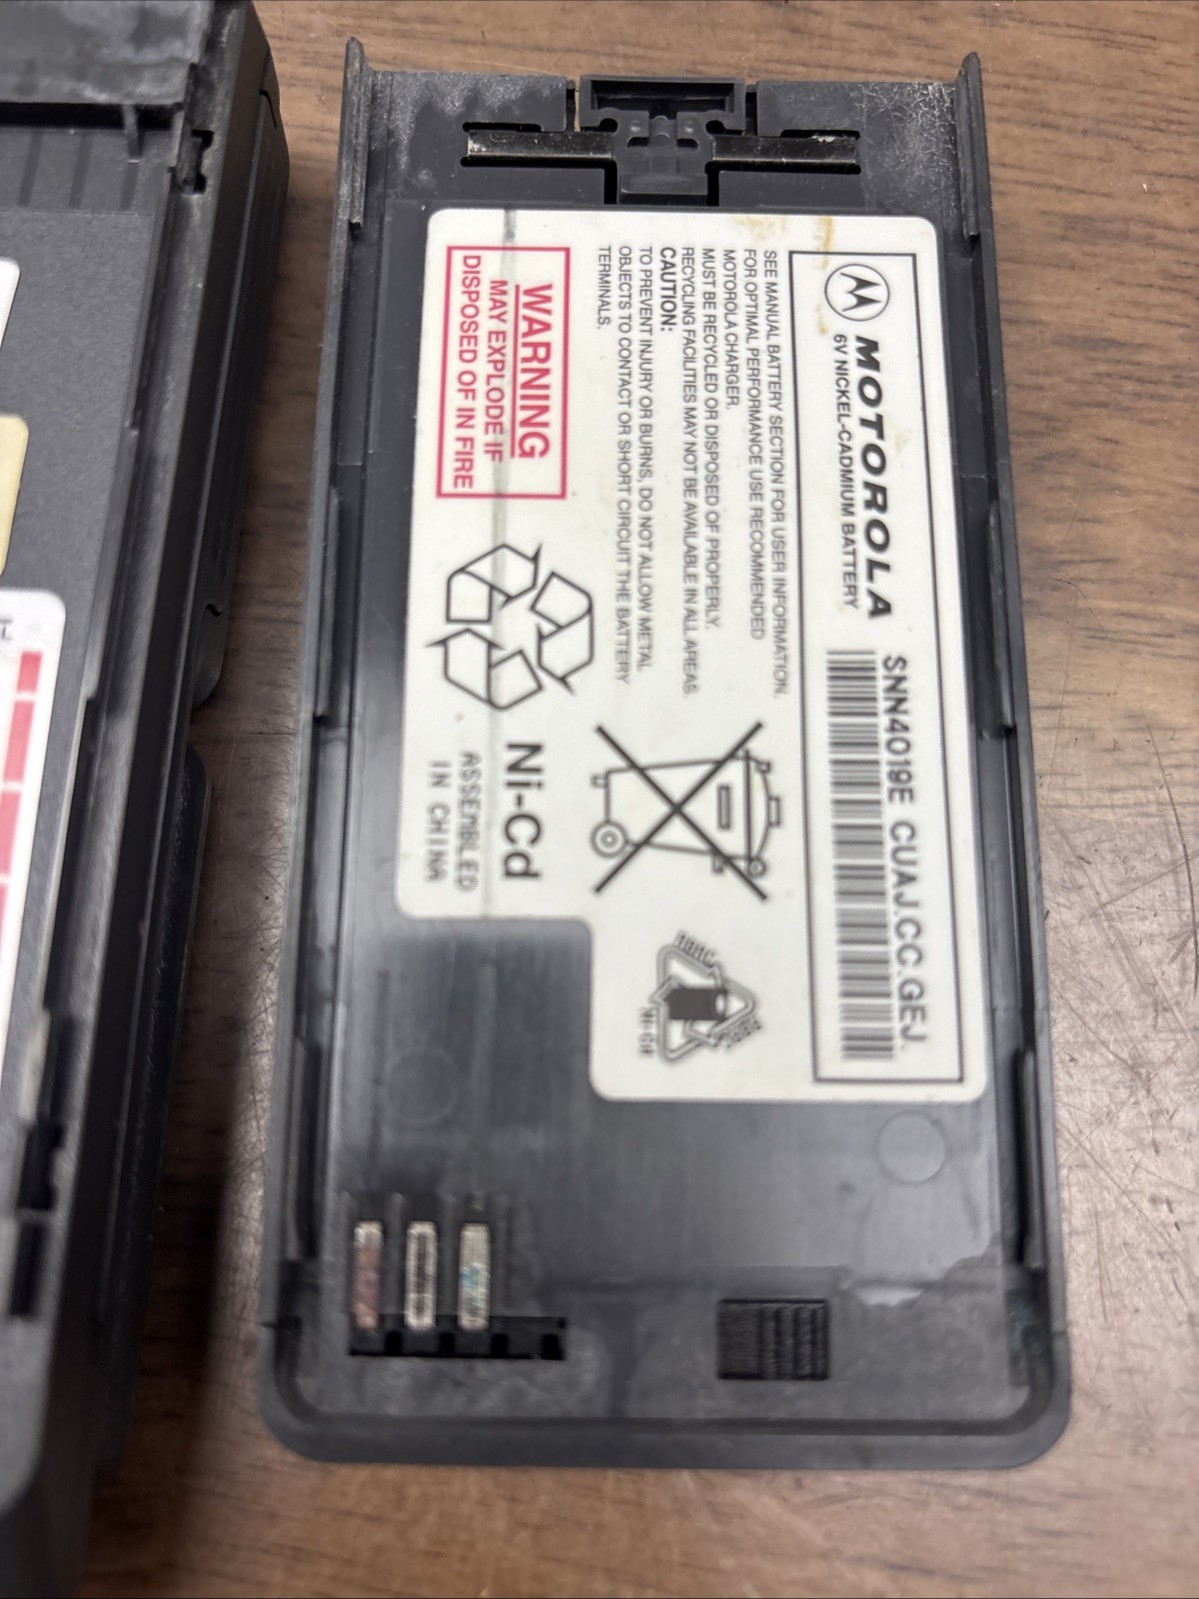 MOTOROLA
6V NICKEL-CADMIUM BATTERY
SNN4019E CUAJ.CC.GEJ.
SEE MANUAL BATTERY SECTION FOR USER INFORMATION.
FOR OPTIMAL PERFORMANCE USE RECOMMENDED
MOTOROLA CHARGER.
MUST BE RECYCLED OR DISPOSED OF PROPERLY.
RECYCLING FACILITIES MAY NOT BE AVAILABLE IN ALL AREAS.
CAUTION:
TO PREVENT INJURY OR BURNS, DO NOT ALLOW METAL
OBJECTS TO CONTACT OR SHORT CIRCUIT THE BATTERY
TERMINALS.
WARNING
MAY EXPLODE IF
DISPOSED OF IN FIRE
Ni-Cd
ASSEMBLED
IN CHINA
RBRC
Ni-Cd